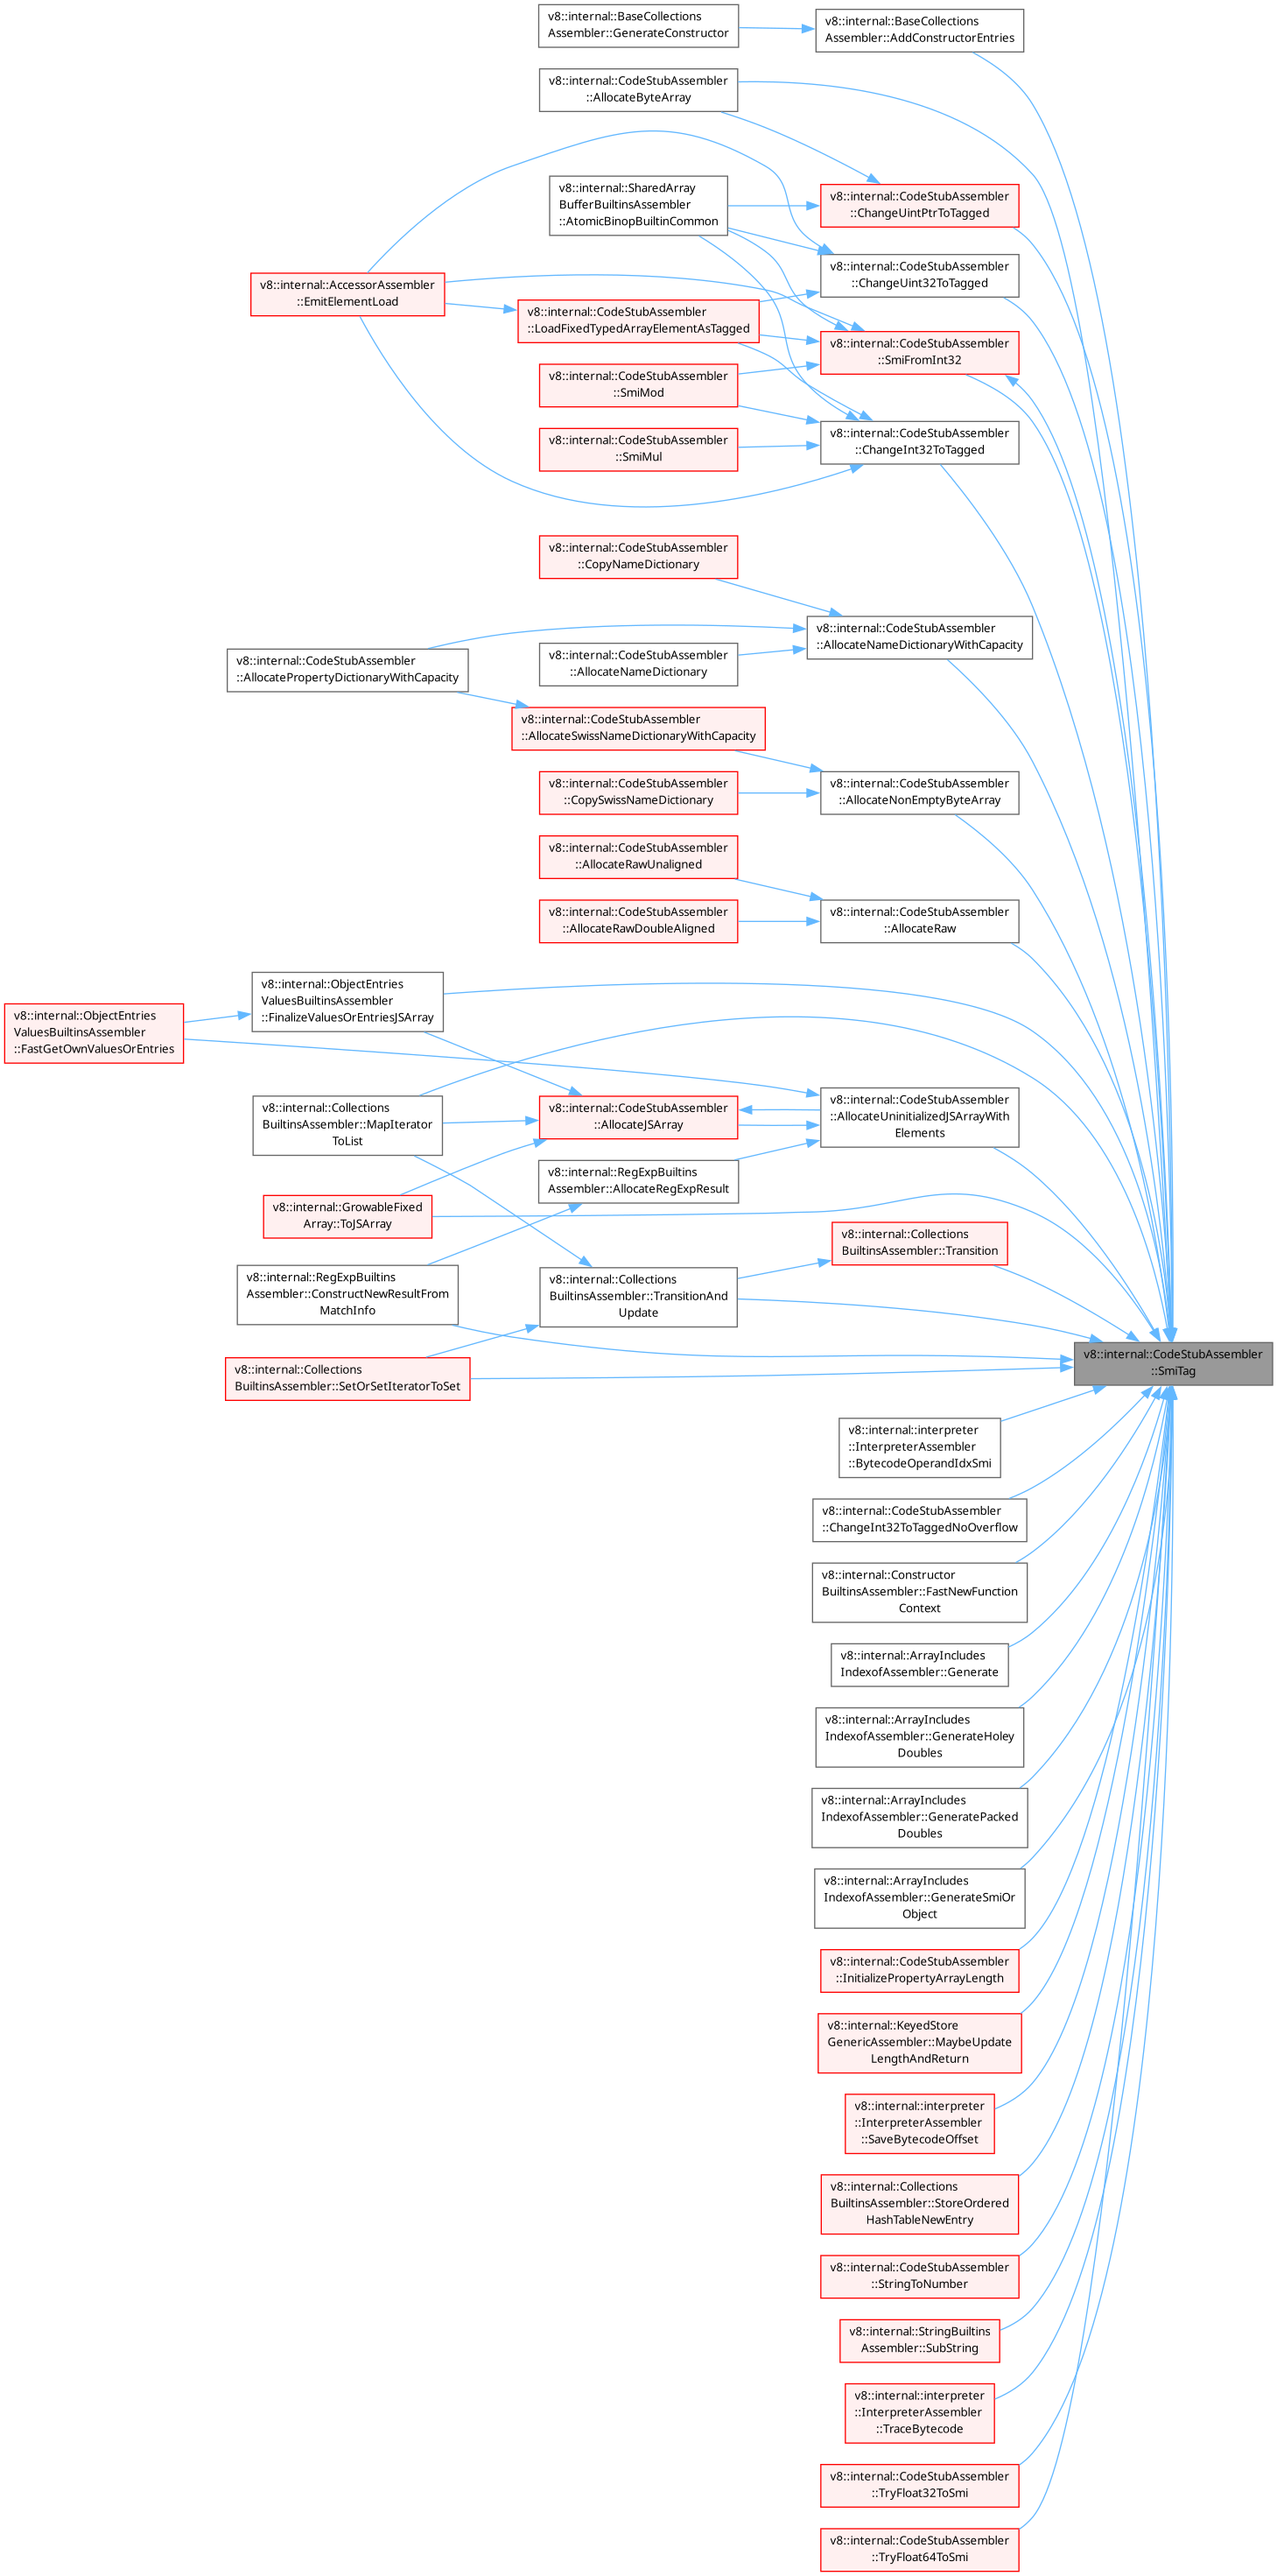 v8::internal::BaseCollections
Assembler::GenerateConstructor
v8::internal::BaseCollections
Assembler::AddConstructorEntries
v8::internal::CodeStubAssembler
::AllocateByteArray
v8::internal::SharedArray
BufferBuiltinsAssembler
::AtomicBinopBuiltinCommon
v8::internal::CodeStubAssembler
::ChangeUintPtrToTagged
v8::internal::CodeStubAssembler
::ChangeUint32ToTagged
v8::internal::AccessorAssembler
::EmitElementLoad
v8::internal::CodeStubAssembler
::LoadFixedTypedArrayElementAsTagged
v8::internal::CodeStubAssembler
::SmiFromInt32
v8::internal::CodeStubAssembler
::SmiMod
v8::internal::CodeStubAssembler
::SmiMul
v8::internal::CodeStubAssembler
::ChangeInt32ToTagged
v8::internal::CodeStubAssembler
::CopyNameDictionary
v8::internal::CodeStubAssembler
::AllocateNameDictionaryWithCapacity
v8::internal::CodeStubAssembler
::AllocatePropertyDictionaryWithCapacity
v8::internal::CodeStubAssembler
::AllocateNameDictionary
v8::internal::CodeStubAssembler
::AllocateSwissNameDictionaryWithCapacity
v8::internal::CodeStubAssembler
::CopySwissNameDictionary
v8::internal::CodeStubAssembler
::AllocateNonEmptyByteArray
v8::internal::CodeStubAssembler
::AllocateRawUnaligned
v8::internal::CodeStubAssembler
::AllocateRawDoubleAligned
v8::internal::CodeStubAssembler
::AllocateRaw
v8::internal::ObjectEntries
ValuesBuiltinsAssembler
::FinalizeValuesOrEntriesJSArray
v8::internal::ObjectEntries
ValuesBuiltinsAssembler
::FastGetOwnValuesOrEntries
v8::internal::Collections
BuiltinsAssembler::MapIterator
ToList
v8::internal::CodeStubAssembler
::AllocateJSArray
v8::internal::CodeStubAssembler
::AllocateUninitializedJSArrayWith
Elements
v8::internal::RegExpBuiltins
Assembler::AllocateRegExpResult
v8::internal::GrowableFixed
Array::ToJSArray
v8::internal::Collections
BuiltinsAssembler::Transition
v8::internal::RegExpBuiltins
Assembler::ConstructNewResultFrom
MatchInfo
v8::internal::Collections
BuiltinsAssembler::TransitionAnd
Update
v8::internal::CodeStubAssembler
::SmiTag
v8::internal::Collections
BuiltinsAssembler::SetOrSetIteratorToSet
v8::internal::interpreter
::InterpreterAssembler
::BytecodeOperandIdxSmi
v8::internal::CodeStubAssembler
::ChangeInt32ToTaggedNoOverflow
v8::internal::Constructor
BuiltinsAssembler::FastNewFunction
Context
v8::internal::ArrayIncludes
IndexofAssembler::Generate
v8::internal::ArrayIncludes
IndexofAssembler::GenerateHoley
Doubles
v8::internal::ArrayIncludes
IndexofAssembler::GeneratePacked
Doubles
v8::internal::ArrayIncludes
IndexofAssembler::GenerateSmiOr
Object
v8::internal::CodeStubAssembler
::InitializePropertyArrayLength
v8::internal::KeyedStore
GenericAssembler::MaybeUpdate
LengthAndReturn
v8::internal::interpreter
::InterpreterAssembler
::SaveBytecodeOffset
v8::internal::Collections
BuiltinsAssembler::StoreOrdered
HashTableNewEntry
v8::internal::CodeStubAssembler
::StringToNumber
v8::internal::StringBuiltins
Assembler::SubString
v8::internal::interpreter
::InterpreterAssembler
::TraceBytecode
v8::internal::CodeStubAssembler
::TryFloat32ToSmi
v8::internal::CodeStubAssembler
::TryFloat64ToSmi